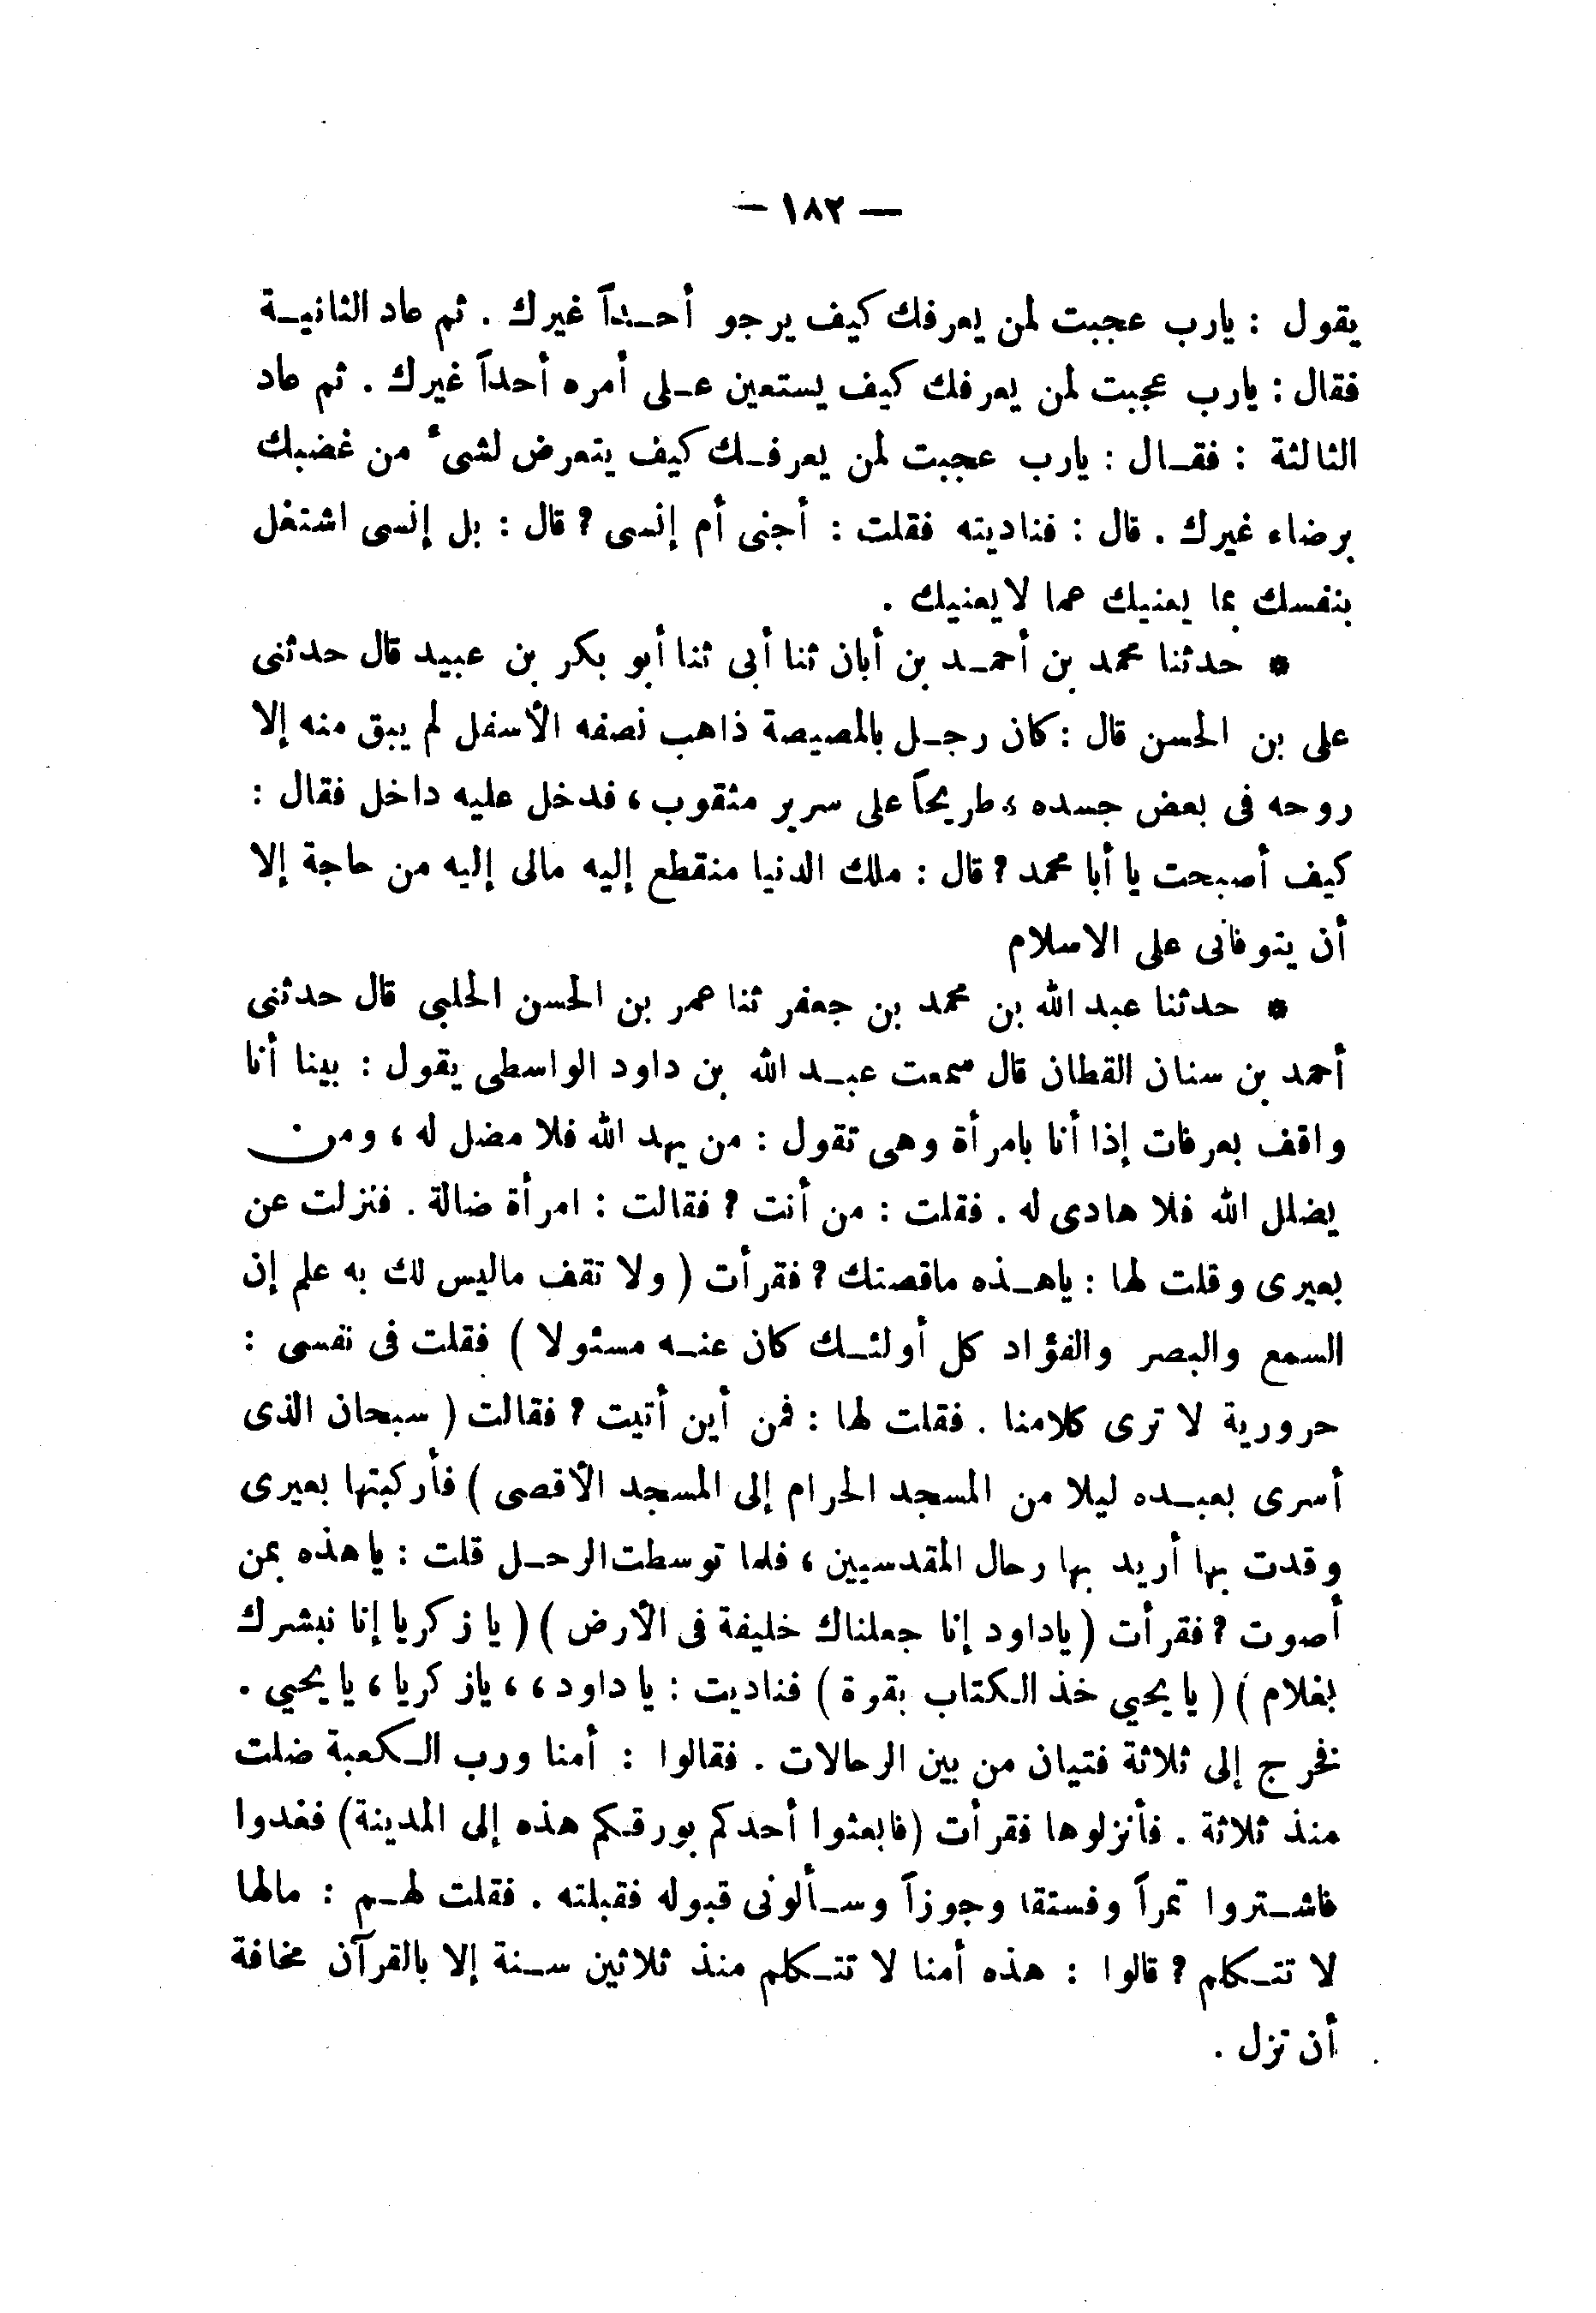 — ١٨٢ —
يقول : يارب عجبت لمن يعرفك كيف يرجو أحداً غيرك . ثم عاد الثانية
فقال : يارب عجبت لمن يعرفك كيف يستعين على أمره أحداً غيرك . ثم عاد
الثالثة : فقال : يارب عجبت لمن يعرفك كيف يتعرض لشىء من غضبك
برضاء غيرك . قال : فناديته فقلت : أجنى أم إنسى ؟ قال : بل إنسى اشتغل
بنفسك بما يعنيك عما لا يعنيك .
* حدثنا محمد بن أحمد بن أبان ثنا أبى ثنا أبو بكر بن عبيد قال حدثنى
على بن الحسن قال : كان رجل بالمصيصة ذاهب نصفه الأسفل لم يبق منه إلا
روحه فى بعض جسده ، طريحاً على سرير مثقوب ، فدخل عليه داخل فقال :
كيف أصبحت يا أبا محمد ؟ قال : ملك الدنيا منقطع إليه مالى إليه من حاجة إلا
أن يتوفانى على الاسلام
* حدثنا عبد الله بن محمد بن جعفر ثنا عمر بن الحسن الحلبى قال حدثنى
أحمد بن سنان القطان قال سمعت عبد الله بن داود الواسطى يقول : بينا أنا
واقف بعرفات إذا أنا بامرأة وهى تقول : من يهد الله فلا مضل له ، ومن
يضلل الله فلا هادى له . فقلت : من أنت ؟ فقالت : امرأة ضالة . فنزلت عن
بعيرى وقلت لها : ياهذه ماقصتك ؟ فقرأت ( ولا تقف ماليس لك به علم إن
السمع والبصر والفؤاد كل أولئك كان عنه مسئولا ) فقلت فى نفسى :
حرورية لا ترى كلامنا . فقلت لها : فمن أين أتيت ؟ فقالت ( سبحان الذى
أسرى بعبده ليلا من المسجد الحرام إلى المسجد الأقصى ) فأركبتها بعيرى
وقدت بها أريد بها رحال المقدسيين ، فلما توسطت الرحل قلت : يا هذه بمن
أصوت ؟ فقرأت ( ياداود إنا جعلناك خليفة فى الأرض ) ( يا زكريا إنا نبشرك
بغلام ) ( يا يحيي خذ الكتاب بقوة ) فناديت : يا داود ، ، يازكريا ، يا يحيي .
فخرج إلى ثلاثة فتيان من بين الرحالات . فقالوا : أمنا ورب الكعبة ضلت
منذ ثلاثة . فأنزلوها فقرأت (فابعثوا أحدكم بورقكم هذه إلى المدينة) فغدوا
فاشتروا تمراً وفستقا وجوزاً وسألونى قبوله فقبلته . فقلت لهم : مالها
لا تتكلم ؟ قالوا : هذه أمنا لا تتكلم منذ ثلاثين سنة إلا بالقرآن مخافة
أن تزل .